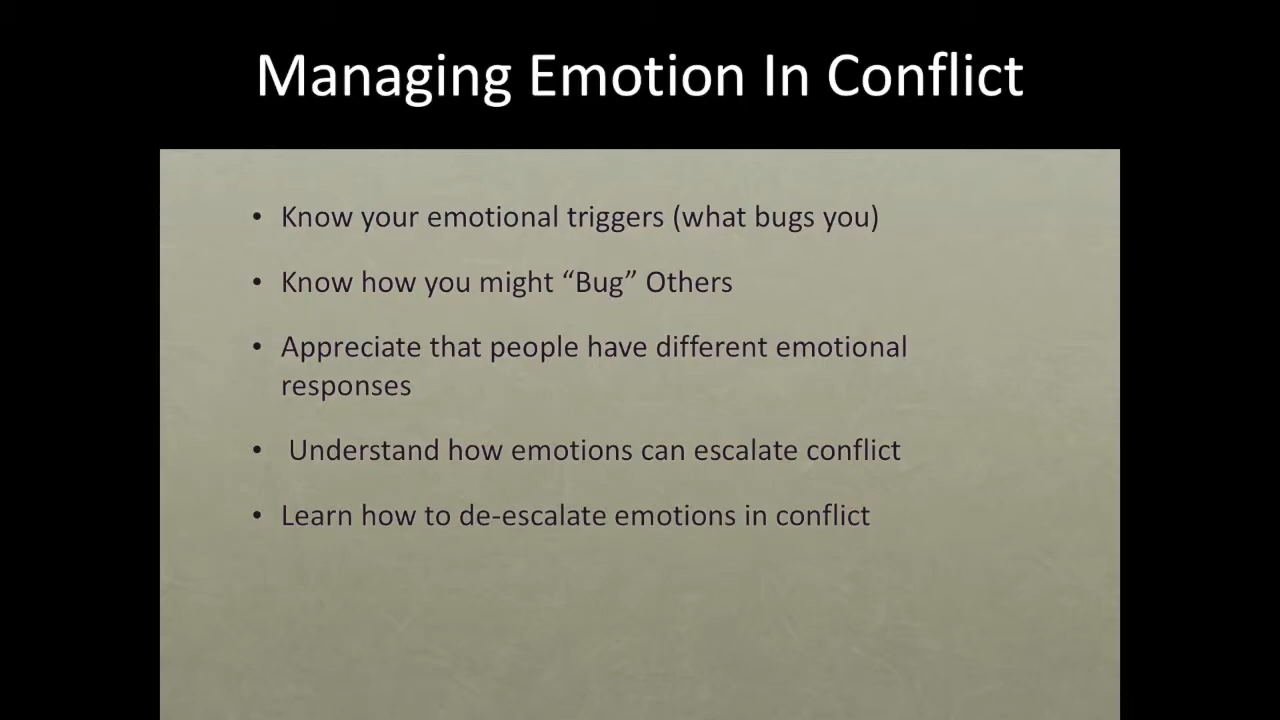 Managing Emotion In Conflict
• Know your emotional triggers (what bugs you)
• Know how you might “Bug” Others
• Appreciate that people have different emotional
responses
• Understand how emotions can escalate conflict
• Learn how to de-escalate emotions in conflict